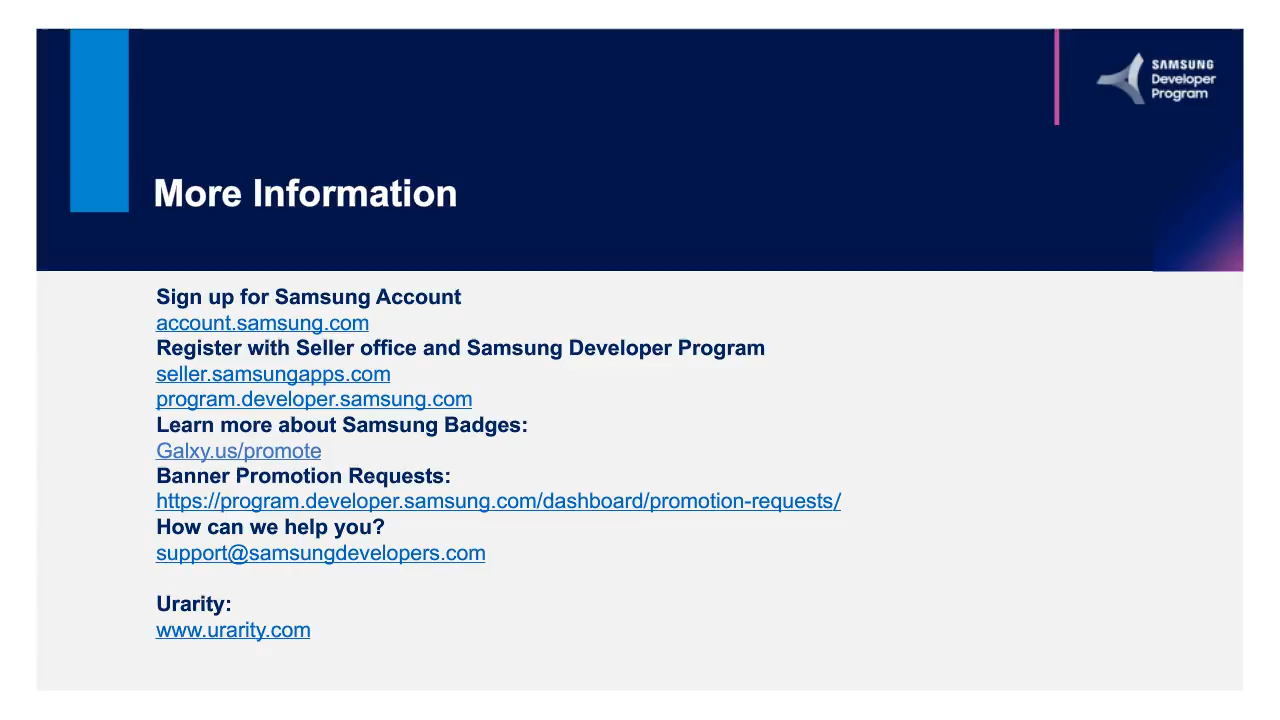 SAMSUNG
Developer
Program
More Information
Sign up for Samsung Account
account.samsung.com
Register with Seller office and Samsung Developer Program
seller.samsungapps.com
program.developer.samsung.com
Learn more about Samsung Badges:
Galxy.us/promote
Banner Promotion Requests:
https://program.developer.samsung.com/dashboard/promotion-requests/
How can we help you?
support@samsungdevelopers.com
Urarity:
www.urarity.com